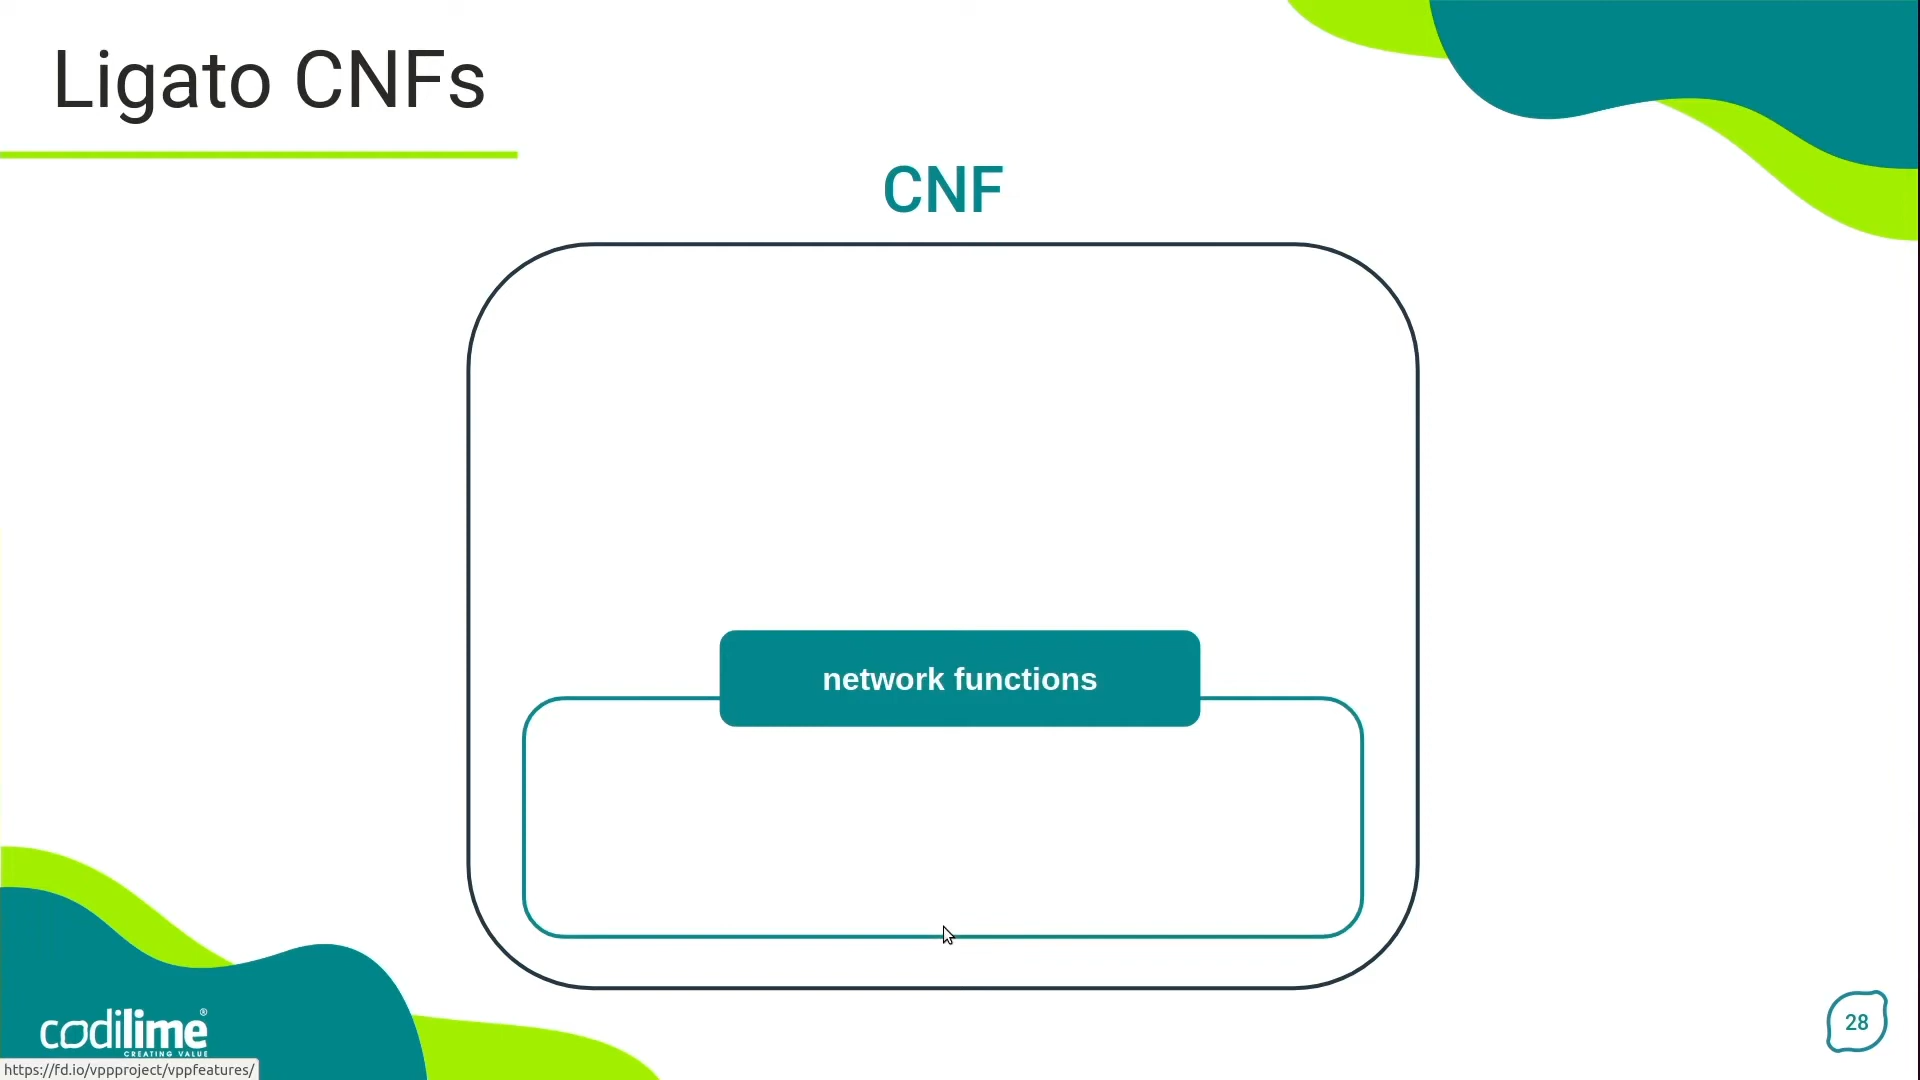 Ligato CNFs
CNF
network functions
codilime®
CREATING VALUE
28
https://fd.io/vppproject/vppfeatures/